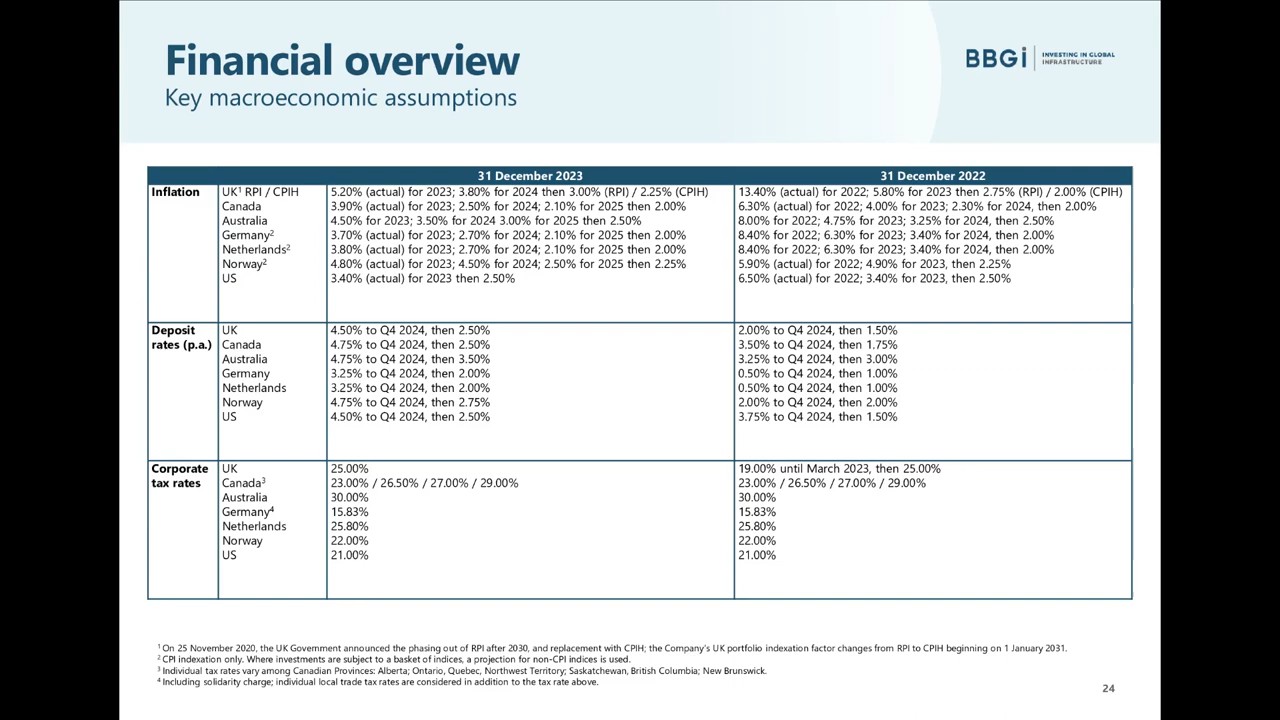 Financial overview
Key macroeconomic assumptions
BBGi INVESTING IN GLOBAL
INFRASTRUCTURE
31 December 2023 31 December 2022
Inflation UK¹ RPI / CPIH 5.20% (actual) for 2023; 3.80% for 2024 then 3.00% (RPI) / 2.25% (CPIH) 13.40% (actual) for 2022; 5.80% for 2023 then 2.75% (RPI) / 2.00% (CPIH)
Canada 3.90% (actual) for 2023; 2.50% for 2024; 2.10% for 2025 then 2.00% 6.30% (actual) for 2022; 4.00% for 2023; 2.30% for 2024, then 2.00%
Australia 4.50% for 2023; 3.50% for 2024 3.00% for 2025 then 2.50% 8.00% for 2022; 4.75% for 2023; 3.25% for 2024, then 2.50%
Germany² 3.70% (actual) for 2023; 2.70% for 2024; 2.10% for 2025 then 2.00% 8.40% for 2022; 6.30% for 2023; 3.40% for 2024, then 2.00%
Netherlands² 3.80% (actual) for 2023; 2.70% for 2024; 2.10% for 2025 then 2.00% 8.40% for 2022; 6.30% for 2023; 3.40% for 2024, then 2.00%
Norway² 4.80% (actual) for 2023; 4.50% for 2024; 2.50% for 2025 then 2.25% 5.90% (actual) for 2022; 4.90% for 2023, then 2.25%
US 3.40% (actual) for 2023 then 2.50% 6.50% (actual) for 2022; 3.40% for 2023, then 2.50%
Deposit UK 4.50% to Q4 2024, then 2.50% 2.00% to Q4 2024, then 1.50%
rates (p.a.) Canada 4.75% to Q4 2024, then 2.50% 3.50% to Q4 2024, then 1.75%
Australia 4.75% to Q4 2024, then 3.50% 3.25% to Q4 2024, then 3.00%
Germany 3.25% to Q4 2024, then 2.00% 0.50% to Q4 2024, then 1.00%
Netherlands 3.25% to Q4 2024, then 2.00% 0.50% to Q4 2024, then 1.00%
Norway 4.75% to Q4 2024, then 2.75% 2.00% to Q4 2024, then 2.00%
US 4.50% to Q4 2024, then 2.50% 3.75% to Q4 2024, then 1.50%
Corporate UK 25.00% 19.00% until March 2023, then 25.00%
tax rates Canada³ 23.00% / 26.50% / 27.00% / 29.00% 23.00% / 26.50% / 27.00% / 29.00%
Australia 30.00% 30.00%
Germany⁴ 15.83% 15.83%
Netherlands 25.80% 25.80%
Norway 22.00% 22.00%
US 21.00% 21.00%
¹ On 25 November 2020, the UK Government announced the phasing out of RPI after 2030, and replacement with CPIH; the Company's UK portfolio indexation factor changes from RPI to CPIH beginning on 1 January 2031.
² CPI indexation only. Where investments are subject to a basket of indices, a projection for non-CPI indices is used.
³ Individual tax rates vary among Canadian Provinces: Alberta; Ontario, Quebec, Northwest Territory; Saskatchewan, British Columbia; New Brunswick.
⁴ Including solidarity charge; individual local trade tax rates are considered in addition to the tax rate above.
24